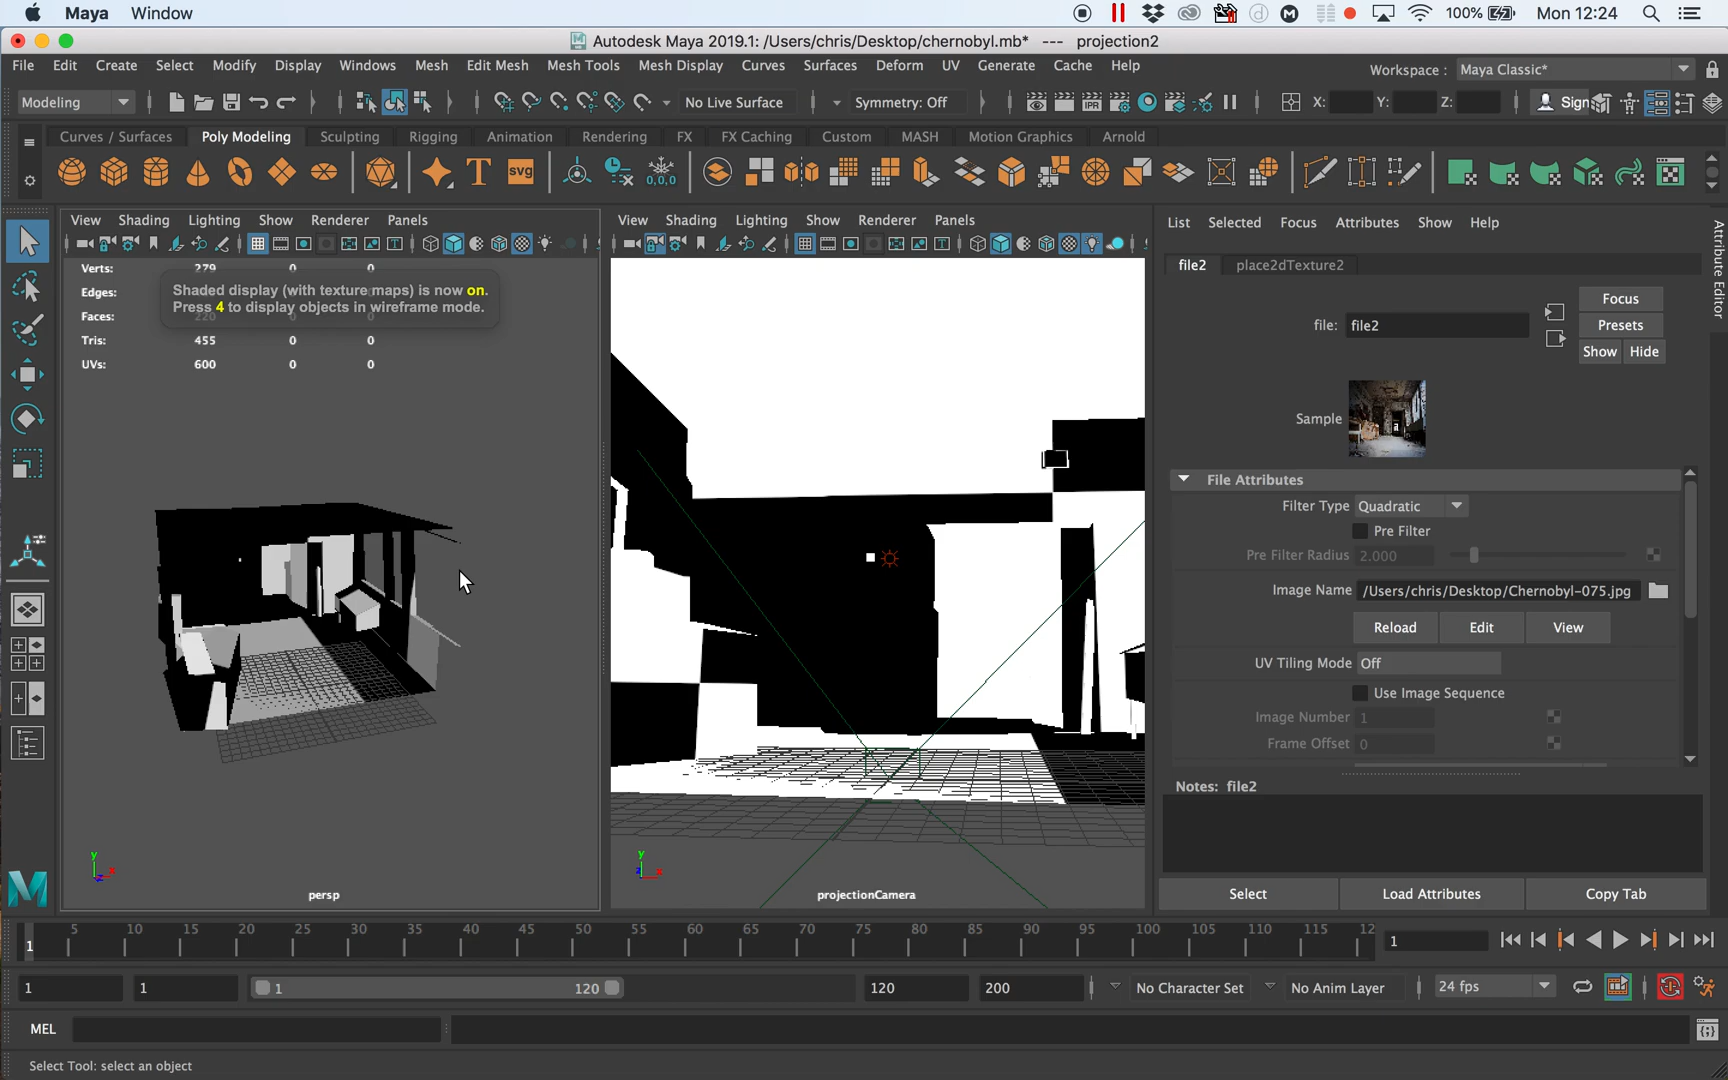 Maya Window 100% Mon 12:24
Autodesk Maya 2019.1: /Users/chris/Desktop/chernobyl.mb* --- projection2
File Edit Create Select Modify Display Windows Mesh Edit Mesh Mesh Tools Mesh Display Curves Surfaces Deform UV Generate Cache Help Workspace : Maya Classic*
Modeling No Live Surface Symmetry: Off X: Y: Z: Sign
Curves / Surfaces Poly Modeling Sculpting Rigging Animation Rendering FX FX Caching Custom MASH Motion Graphics Arnold
T svg 0,0,0
View Shading Lighting Show Renderer Panels
View Shading Lighting Show Renderer Panels
List Selected Focus Attributes Show Help
Attribute Editor
Verts: 279 0 0
Edges:
Faces:
Tris: 455 0 0
UVs: 600 0 0
Shaded display (with texture maps) is now on.
Press 4 to display objects in wireframe mode.
y
persp
y
projectionCamera
file2 place2dTexture2
file: file2
Focus
Presets
Show Hide
Sample
File Attributes
Filter Type Quadratic
Pre Filter
Pre Filter Radius 2.000
Image Name /Users/chris/Desktop/Chernobyl-075.jpg
Reload Edit View
UV Tiling Mode Off
Use Image Sequence
Image Number 1
Frame Offset 0
Notes: file2
Select Load Attributes Copy Tab
5 10 15 20 25 30 35 40 45 50 55 60 65 70 75 80 85 90 95 100 105 110 115 12
1 1
1 1 1 120 120 200 No Character Set No Anim Layer 24 fps
MEL
Select Tool: select an object